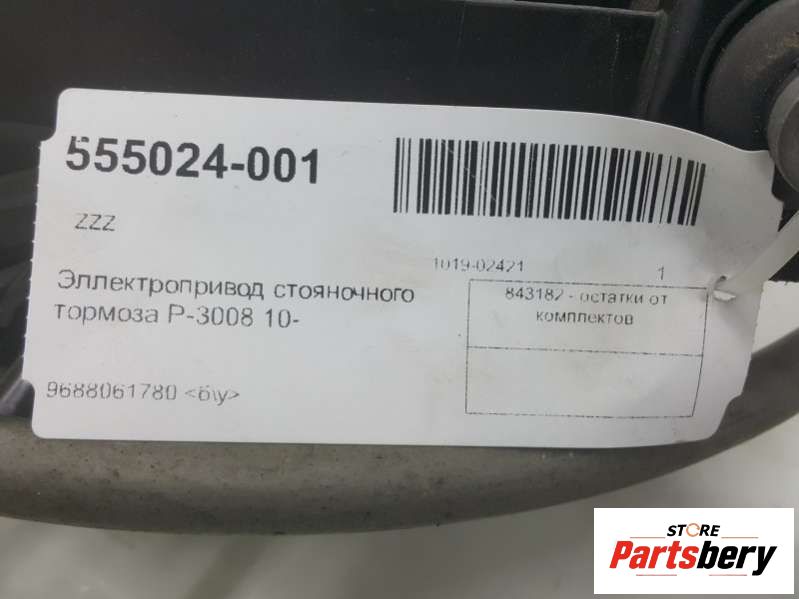 555024-001
ZZZ
Эллектропривод стояночного
тормоза P-3008 10-
9688061780 <б\у>
1019-02421 1
843182 - остатки от
комплектов
STORE
Partsbery